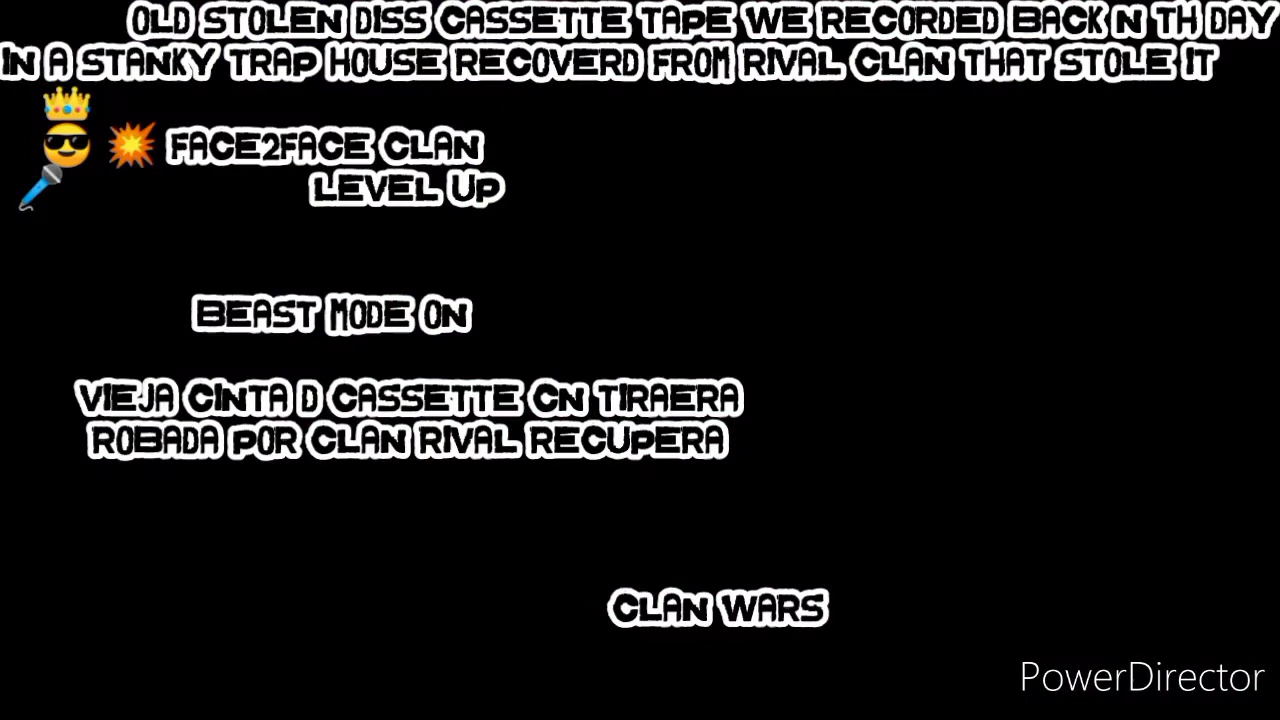 OLD STOLEN DISS CASSETTE TAPE WE RECORDED BACK N TH DAY
IN A STANKY TRAP HOUSE RECOVERD FROM RIVAL CLAN THAT STOLE IT
FACE2FACE CLAN
LEVEL UP
BEAST MODE ON
VIEJA CINTA D CASSETTE CN TIRAERA
ROBADA POR CLAN RIVAL RECUPERA
CLAN WARS
PowerDirector